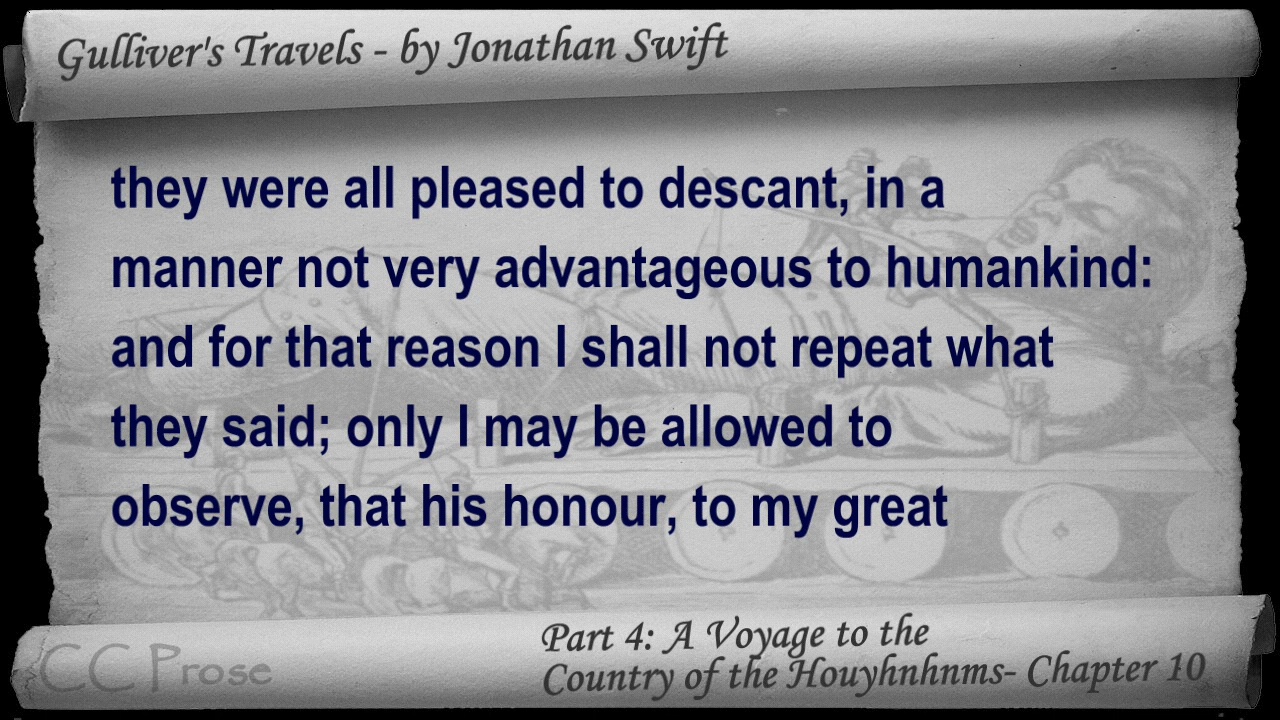 Gulliver's Travels - by Jonathan Swift
they were all pleased to descant, in a
manner not very advantageous to humankind:
and for that reason I shall not repeat what
they said; only I may be allowed to
observe, that his honour, to my great
CC Prose
Part 4: A Voyage to the
Country of the Houyhnhnms- Chapter 10